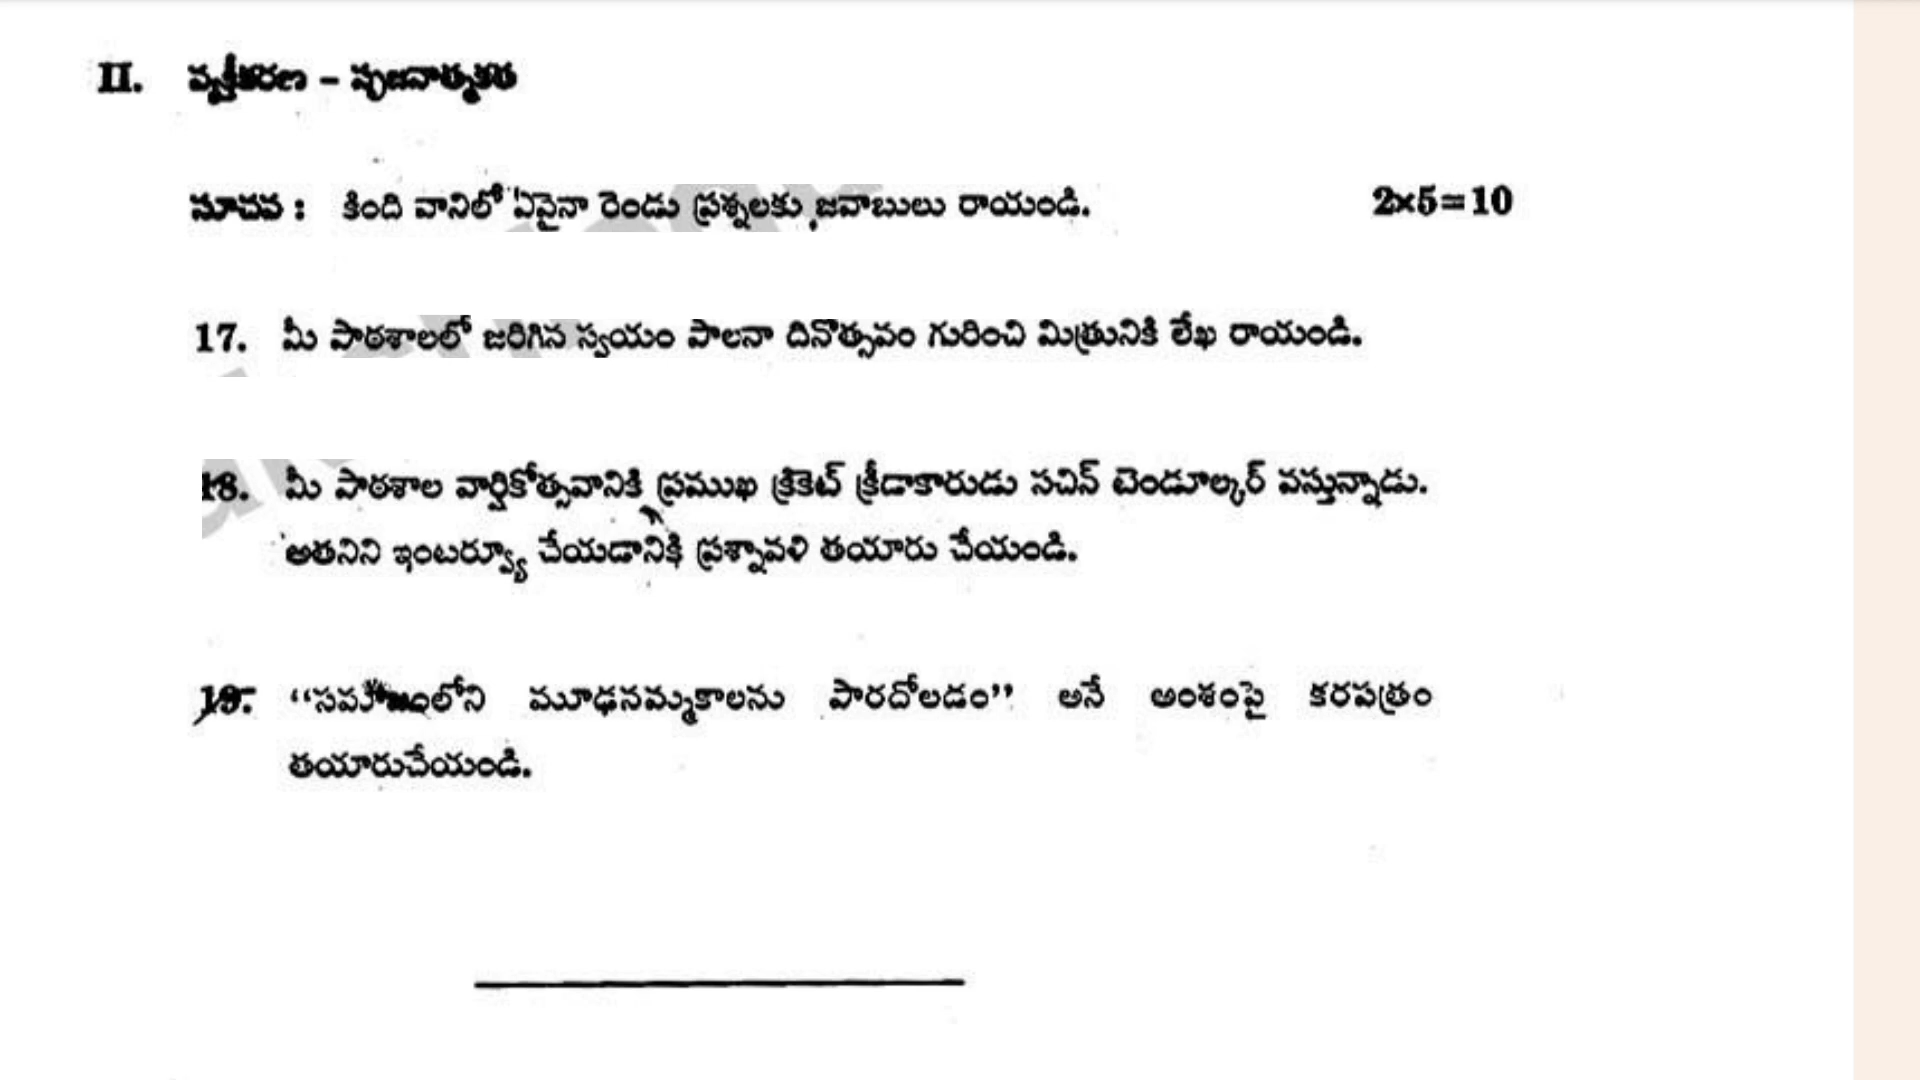 II. వ్యక్తీకరణ – సృజనాత్మకత
సూచన : కింది వానిలో ఏవైనా రెండు ప్రశ్నలకు జవాబులు రాయండి. 2×5=10
17. మీ పాఠశాలలో జరిగిన స్వయం పాలనా దినోత్సవం గురించి మిత్రునికి లేఖ రాయండి.
18. మీ పాఠశాల వార్షికోత్సవానికి ప్రముఖ క్రికెట్ క్రీడాకారుడు సచిన్ టెండూల్కర్ వస్తున్నాడు.
అతనిని ఇంటర్వ్యూ చేయడానికి ప్రశ్నావళి తయారు చేయండి.
19. “సమాజంలోని మూఢనమ్మకాలను పారదోలడం” అనే అంశంపై కరపత్రం
తయారుచేయండి.